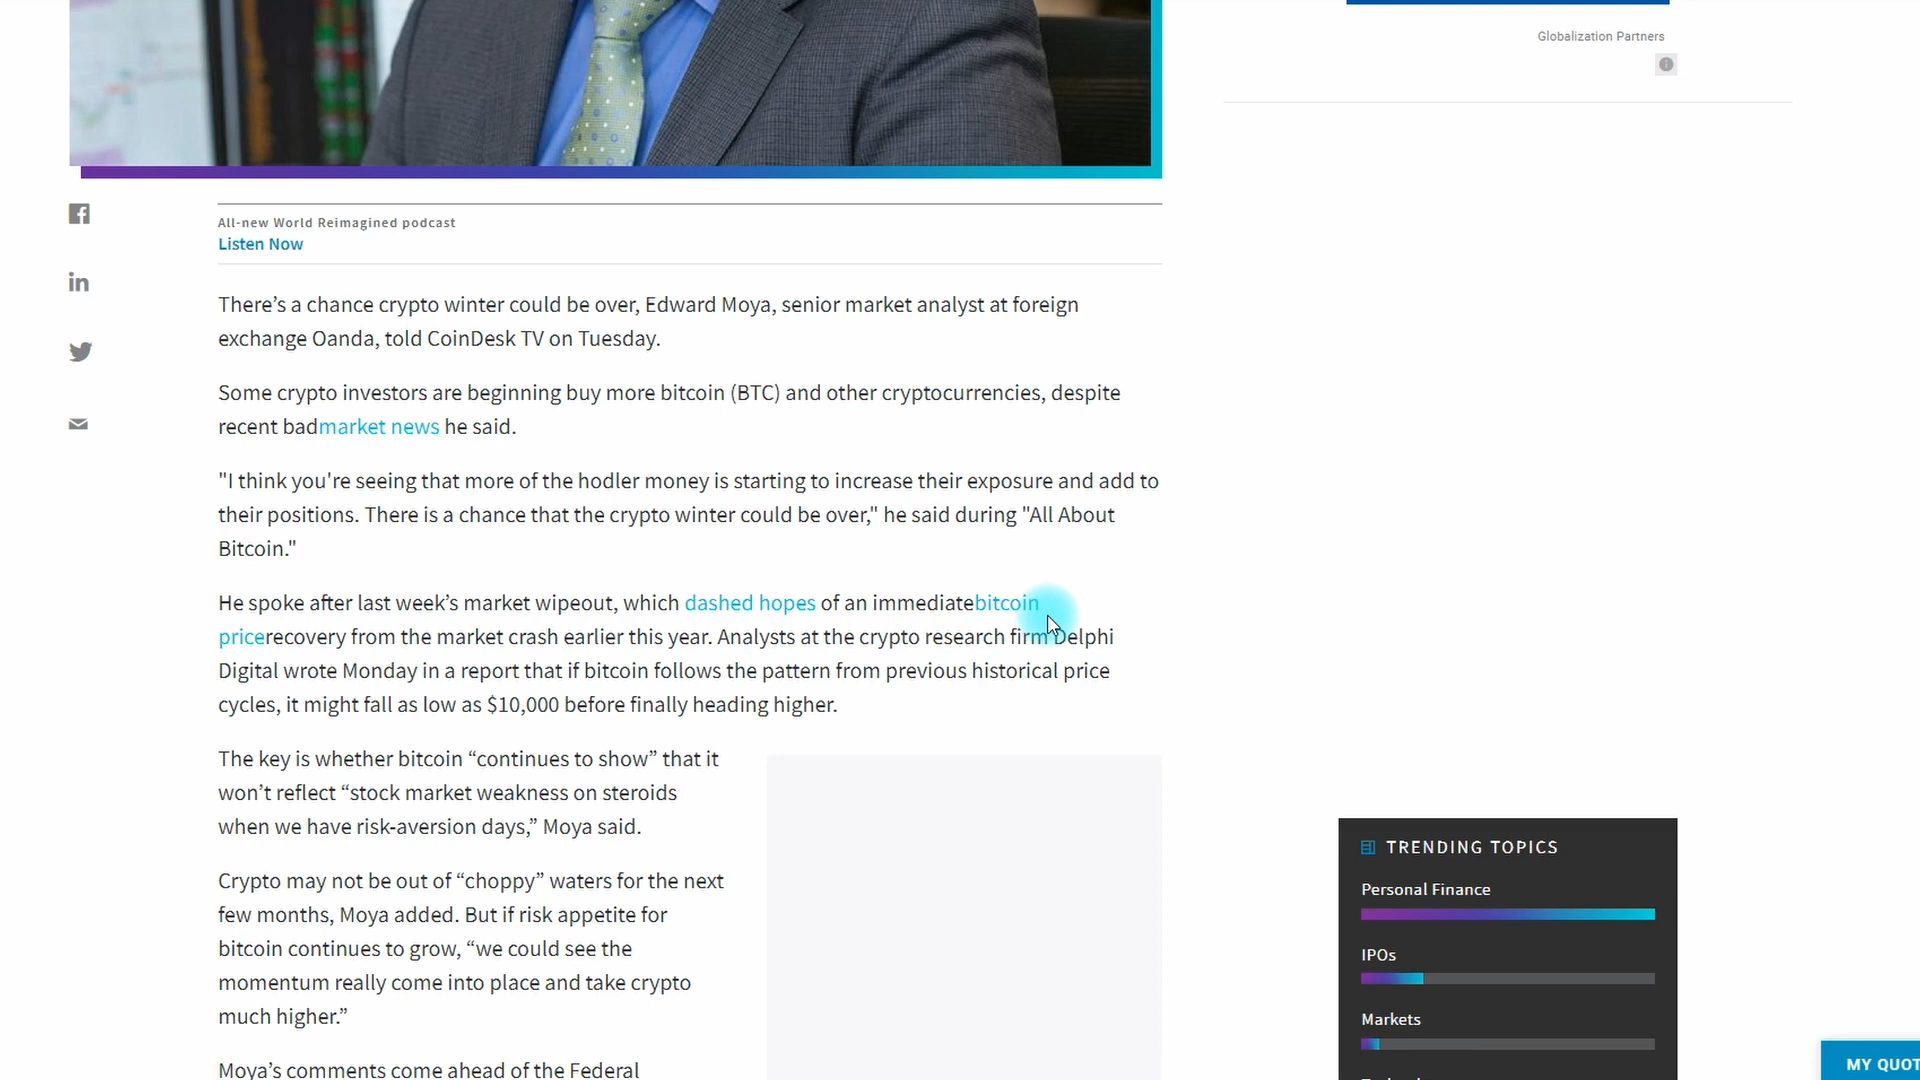 Globalization Partners
All-new World Reimagined podcast
Listen Now
There’s a chance crypto winter could be over, Edward Moya, senior market analyst at foreign
exchange Oanda, told CoinDesk TV on Tuesday.
Some crypto investors are beginning buy more bitcoin (BTC) and other cryptocurrencies, despite
recent badmarket news he said.
"I think you're seeing that more of the hodler money is starting to increase their exposure and add to
their positions. There is a chance that the crypto winter could be over," he said during "All About
Bitcoin."
He spoke after last week’s market wipeout, which dashed hopes of an immediatebitcoin
pricerecovery from the market crash earlier this year. Analysts at the crypto research firm Delphi
Digital wrote Monday in a report that if bitcoin follows the pattern from previous historical price
cycles, it might fall as low as $10,000 before finally heading higher.
The key is whether bitcoin “continues to show” that it
won’t reflect “stock market weakness on steroids
when we have risk-aversion days,” Moya said.
Crypto may not be out of “choppy” waters for the next
few months, Moya added. But if risk appetite for
bitcoin continues to grow, “we could see the
momentum really come into place and take crypto
much higher.”
Moya’s comments come ahead of the Federal
TRENDING TOPICS
Personal Finance
IPOs
Markets
MY QUOT